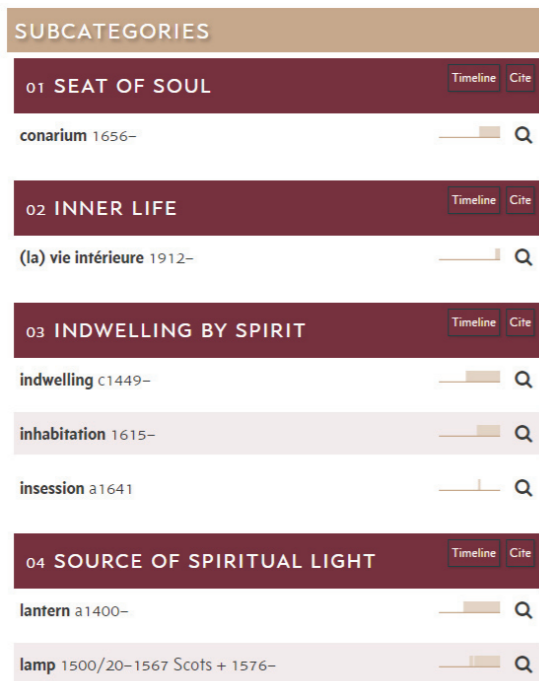 SUBCATEGORIES
01 SEAT OF SOUL Timeline Cite
conarium 1656–
02 INNER LIFE Timeline Cite
(la) vie intérieure 1912–
03 INDWELLING BY SPIRIT Timeline Cite
indwelling c1449–
inhabitation 1615–
insession a1641
04 SOURCE OF SPIRITUAL LIGHT Timeline Cite
lantern a1400–
lamp 1500/20–1567 Scots + 1576–